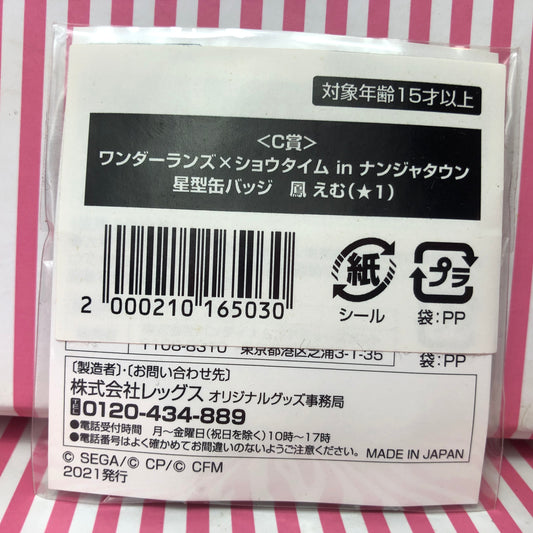 対象年齢15才以上
<C賞>
ワンダーランズ×ショウタイム in ナンジャタウン
星型缶バッジ 鳳 えむ(★1)
2 000210 165030
紙
シール
プラ
袋:PP
東京都港区芝浦3-1-35
袋:PP
〔製造者〕・〔お問い合わせ先〕
株式会社レッグス オリジナルグッズ事務局
0120-434-889
●電話受付時間 月〜金曜日(祝日を除く)10時〜17時
●電話番号はよく確かめてお間違いのないようご注意ください。 MADE IN JAPAN
© SEGA/© CP/© CFM
2021発行